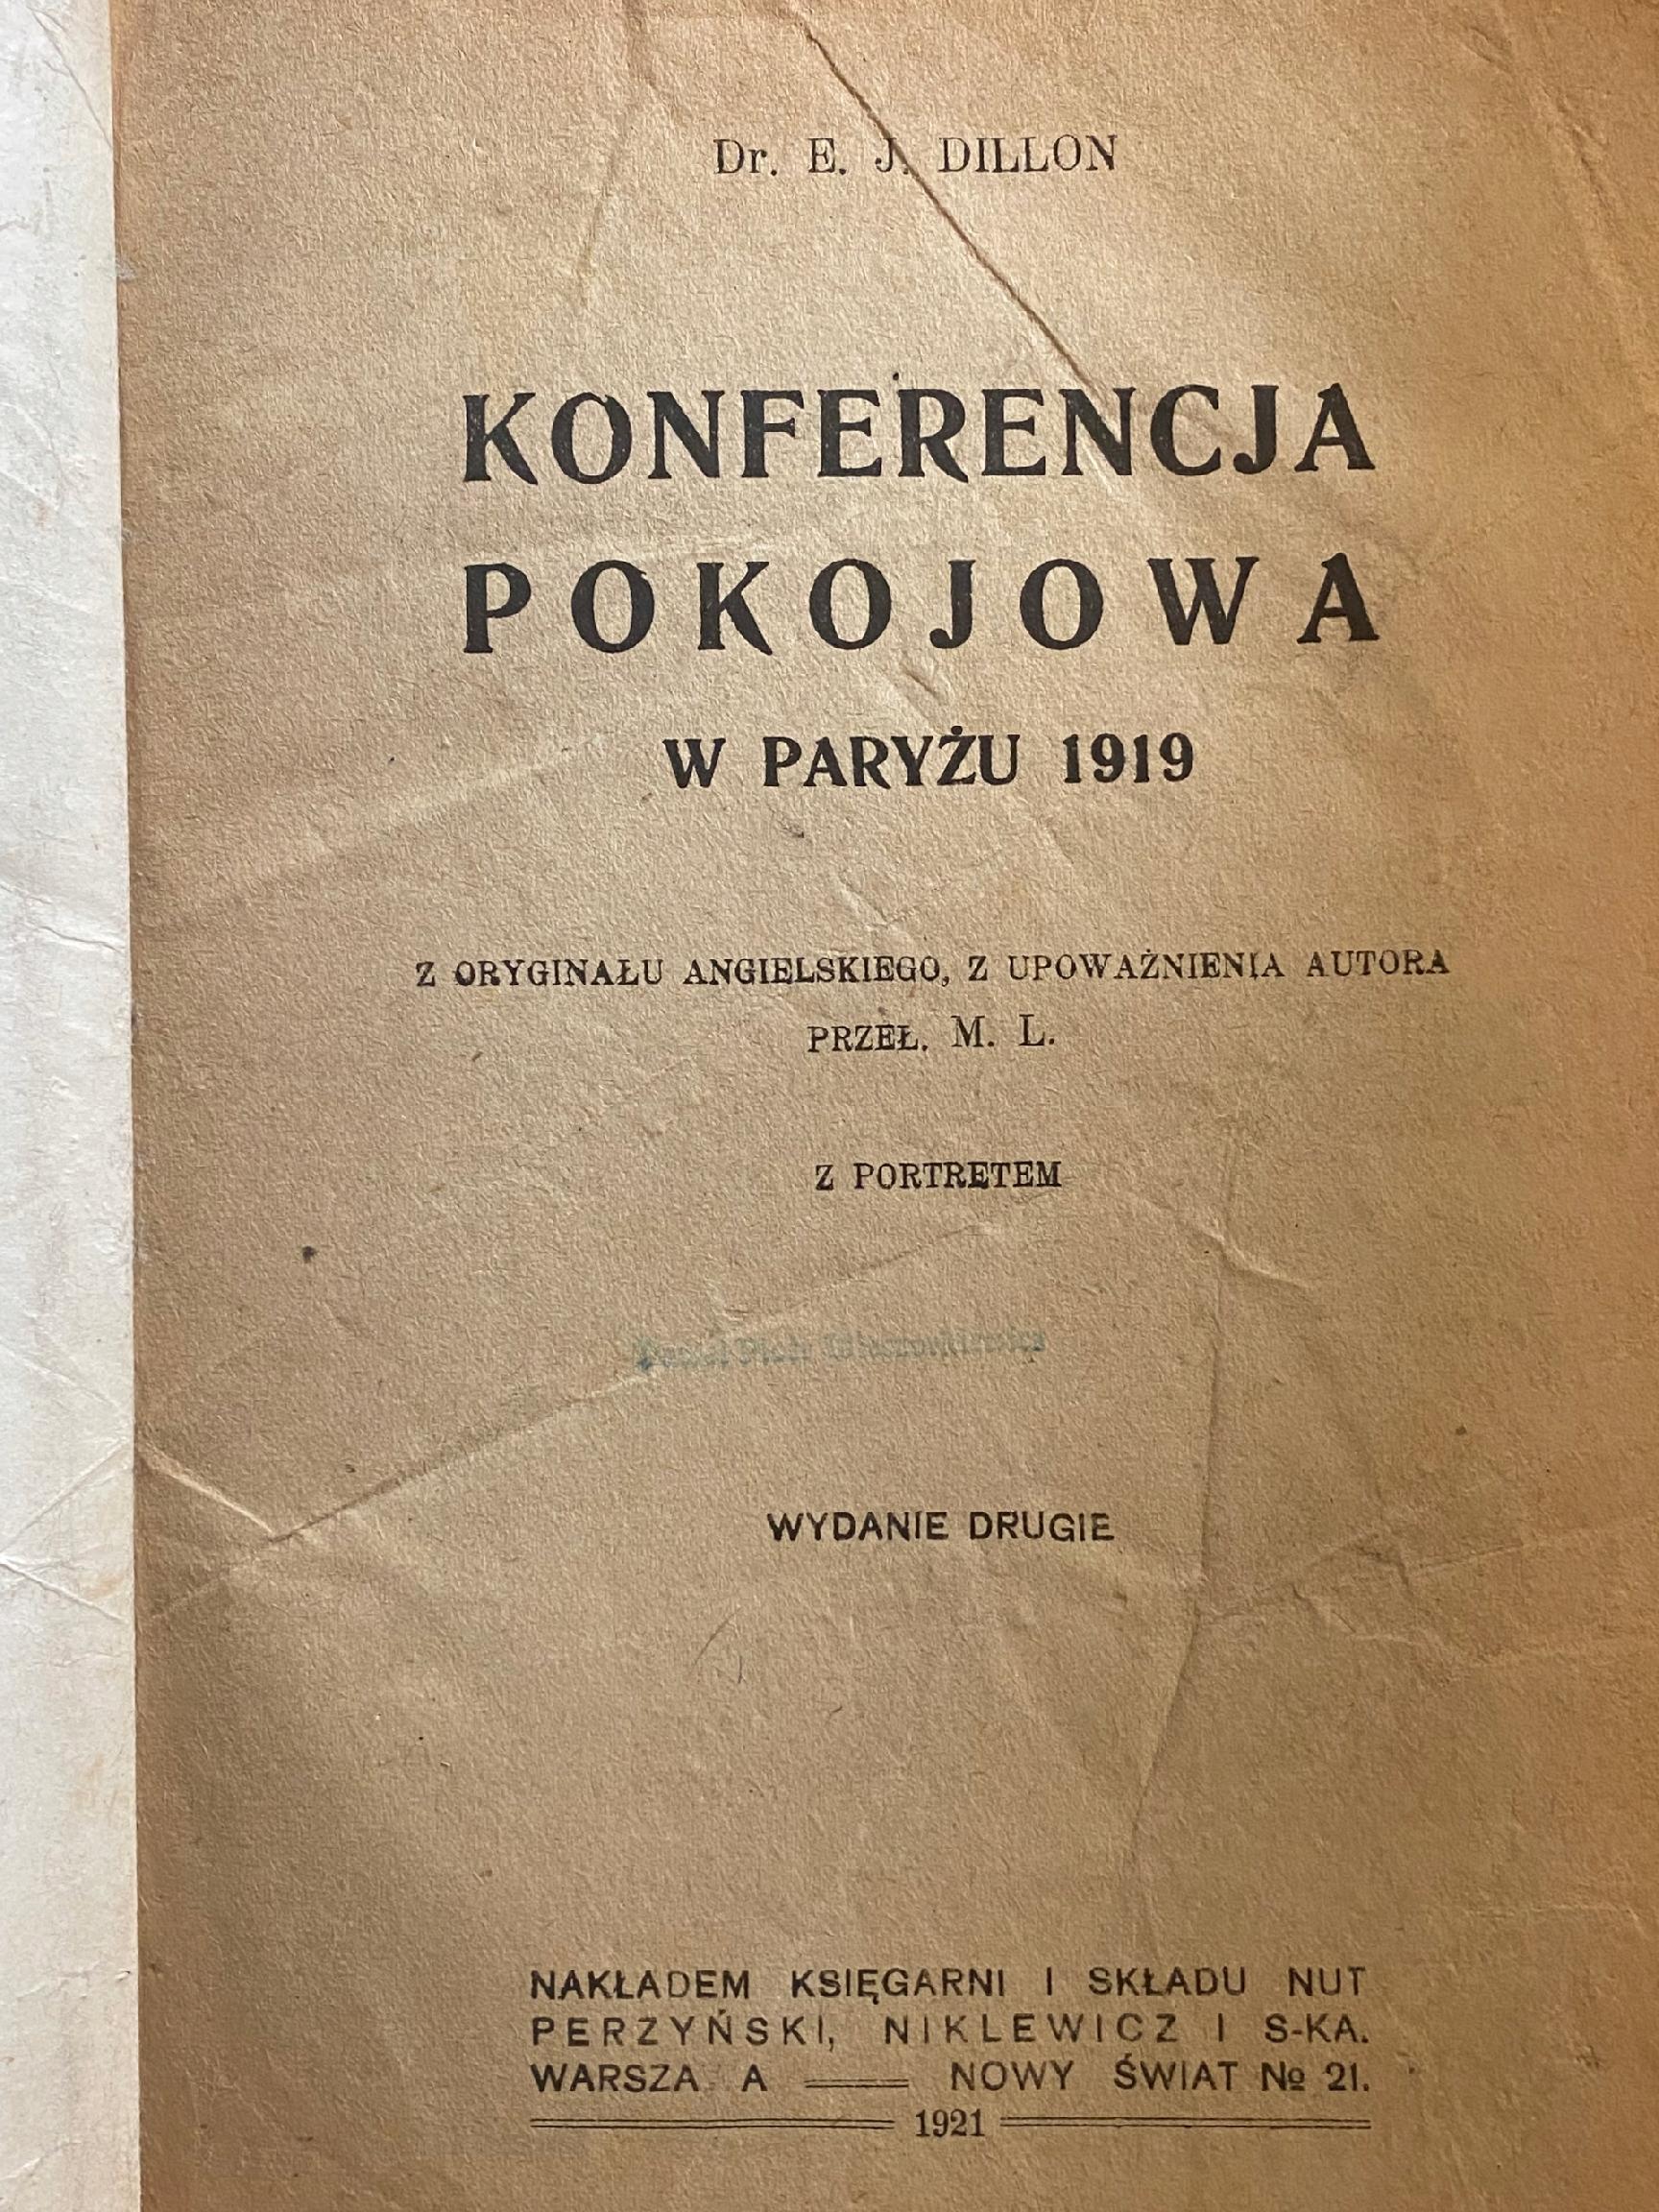 Dr. E. J. DILLON
KONFERENCJA
POKOJOWA
W PARYŻU 1919
Z ORYGINAŁU ANGIELSKIEGO, Z UPOWAŻNIENIA AUTORA
PRZEŁ. M. L.
Z PORTRETEM
WYDANIE DRUGIE
NAKŁADEM KSIĘGARNI I SKŁADU NUT
PERZYŃSKI, NIKLEWICZ I S-KA.
WARSZA A NOWY ŚWIAT № 21.
1921